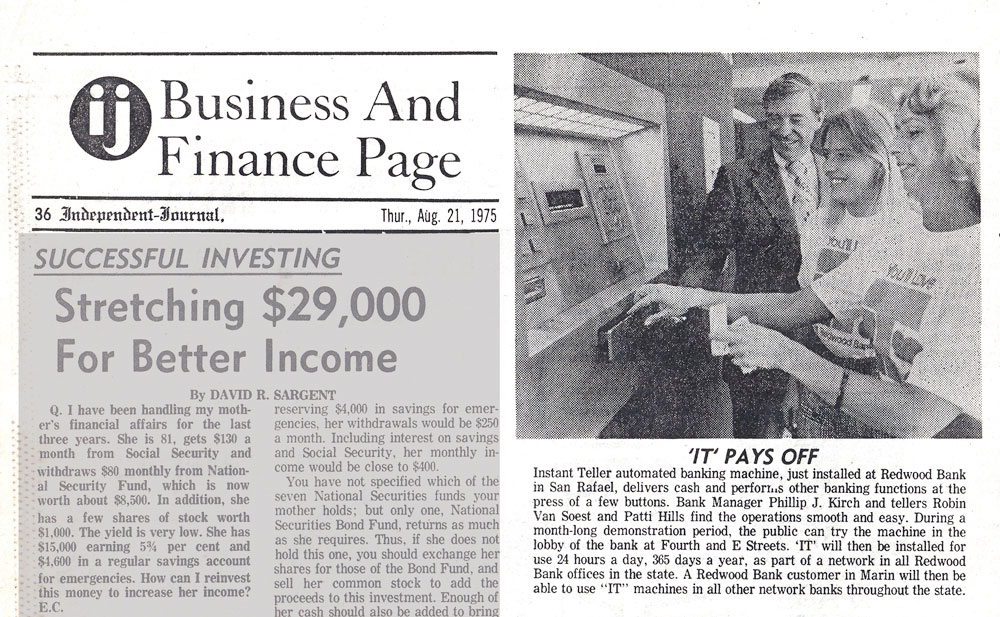 ij
Business And
Finance Page
36 Independent-Journal.
Thur., Aug. 21, 1975
SUCCESSFUL INVESTING
Stretching $29,000
For Better Income
By DAVID R. SARGENT
Q. I have been handling my moth-
er's financial affairs for the last
three years. She is 81, gets $130 a
month from Social Security and
withdraws $80 monthly from Nation-
al Security Fund, which is now
worth about $8,500. In addition, she
has a few shares of stock worth
$1,000. The yield is very low. She has
$15,000 earning 5¾ per cent and
$4,600 in a regular savings account
for emergencies. How can I reinvest
this money to increase her income?
E.C.
reserving $4,000 in savings for emer-
gencies, her withdrawals would be $250
a month. Including interest on savings
and Social Security, her monthly in-
come would be close to $400.
You have not specified which of the
seven National Securities funds your
mother holds; but only one, National
Securities Bond Fund, returns as much
as she requires. Thus, if she does not
hold this one, you should exchange her
shares for those of the Bond Fund, and
sell her common stock to add the
proceeds to this investment. Enough of
her cash should also be added to bring
YOU'LL
YOU'LL LOVE
Redwood Bank
'IT' PAYS OFF
Instant Teller automated banking machine, just installed at Redwood Bank
in San Rafael, delivers cash and performs other banking functions at the
press of a few buttons. Bank Manager Phillip J. Kirch and tellers Robin
Van Soest and Patti Hills find the operations smooth and easy. During a
month-long demonstration period, the public can try the machine in the
lobby of the bank at Fourth and E Streets. 'IT' will then be installed for
use 24 hours a day, 365 days a year, as part of a network in all Redwood
Bank offices in the state. A Redwood Bank customer in Marin will then be
able to use "IT" machines in all other network banks throughout the state.